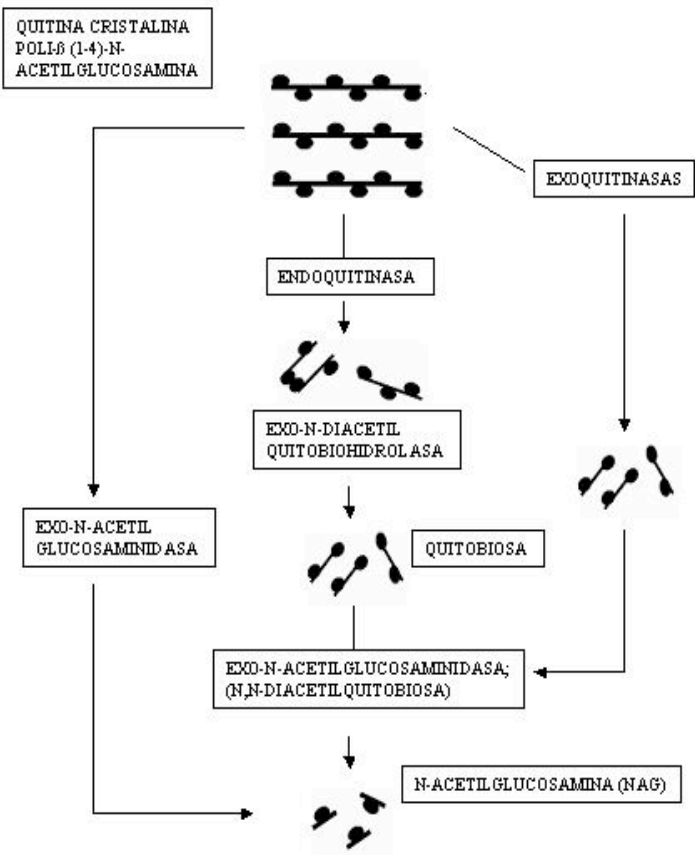 QUITINA CRISTALINA
POLI-ß (1-4)-N-
ACETILGLUCOSAMINA
EXOQUITINASAS
ENDOQUITINASA
EXO-N-DIACETIL
QUITOBIOHIDROLASA
EXO-N-ACETIL
GLUCOSAMINIDASA
QUITOBIOSA
EXO-N-ACETILGLUCOSAMINIDASA;
(N,N-DIACETILQUITOBIOSA)
N-ACETILGLUCOSAMINA (NAG)